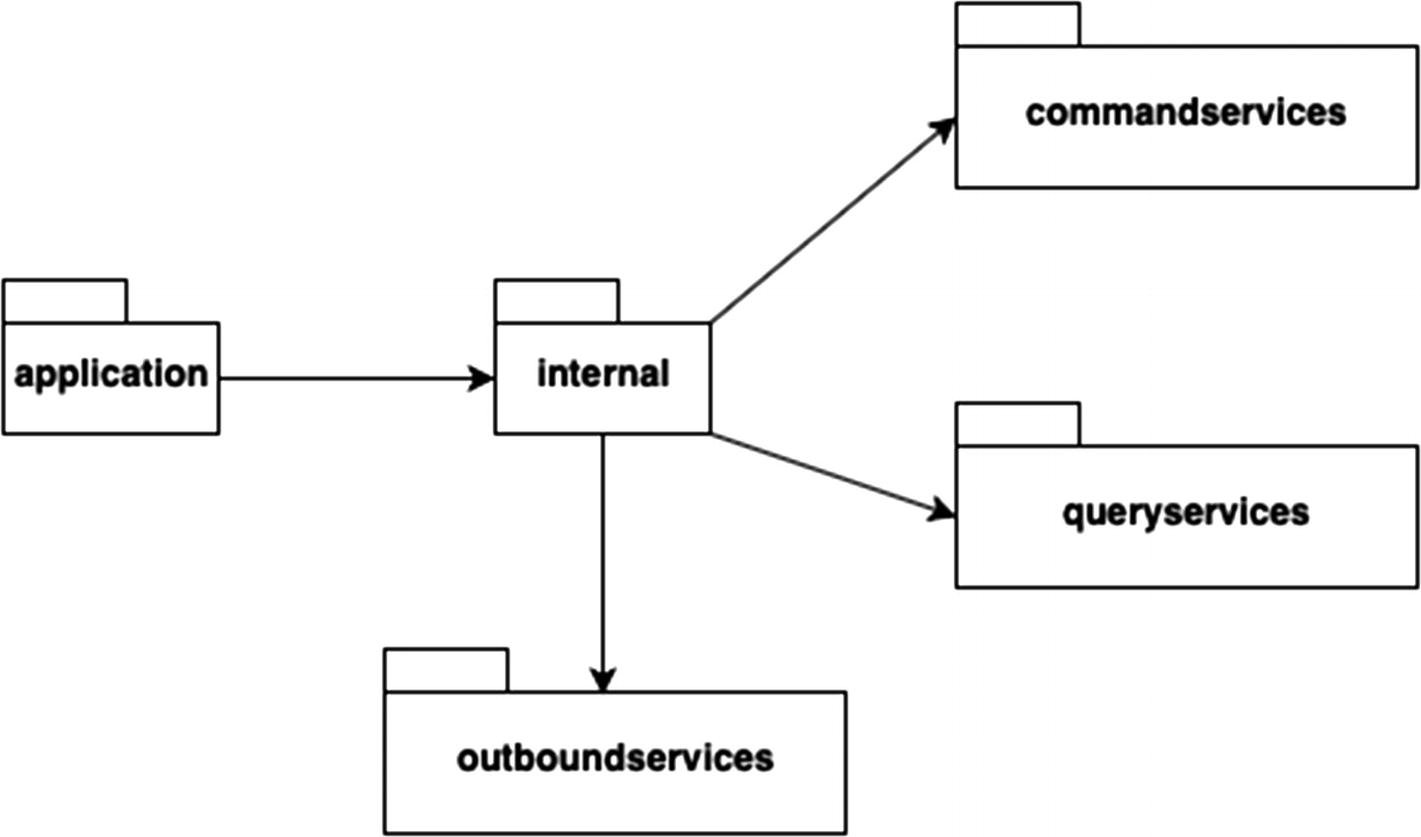 commandservices
application
internal
queryservices
outboundservices